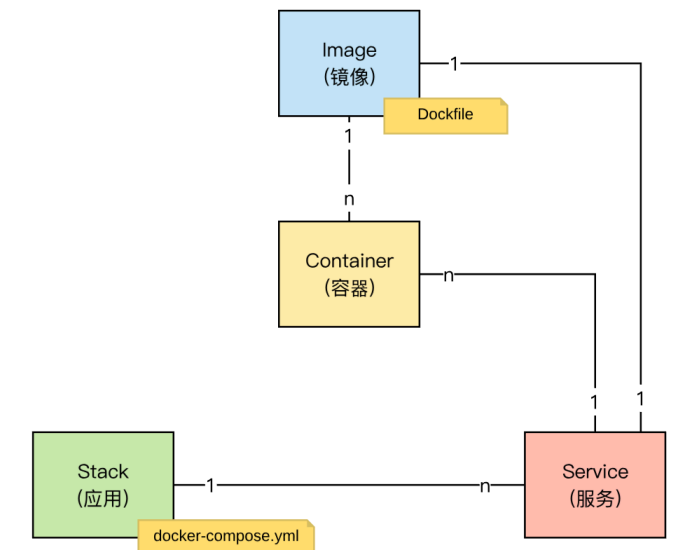 Image
（镜像）
1
Dockfile
1
n
Container
（容器）
n
1
1
Stack
（应用）
1
n
Service
（服务）
docker-compose.yml